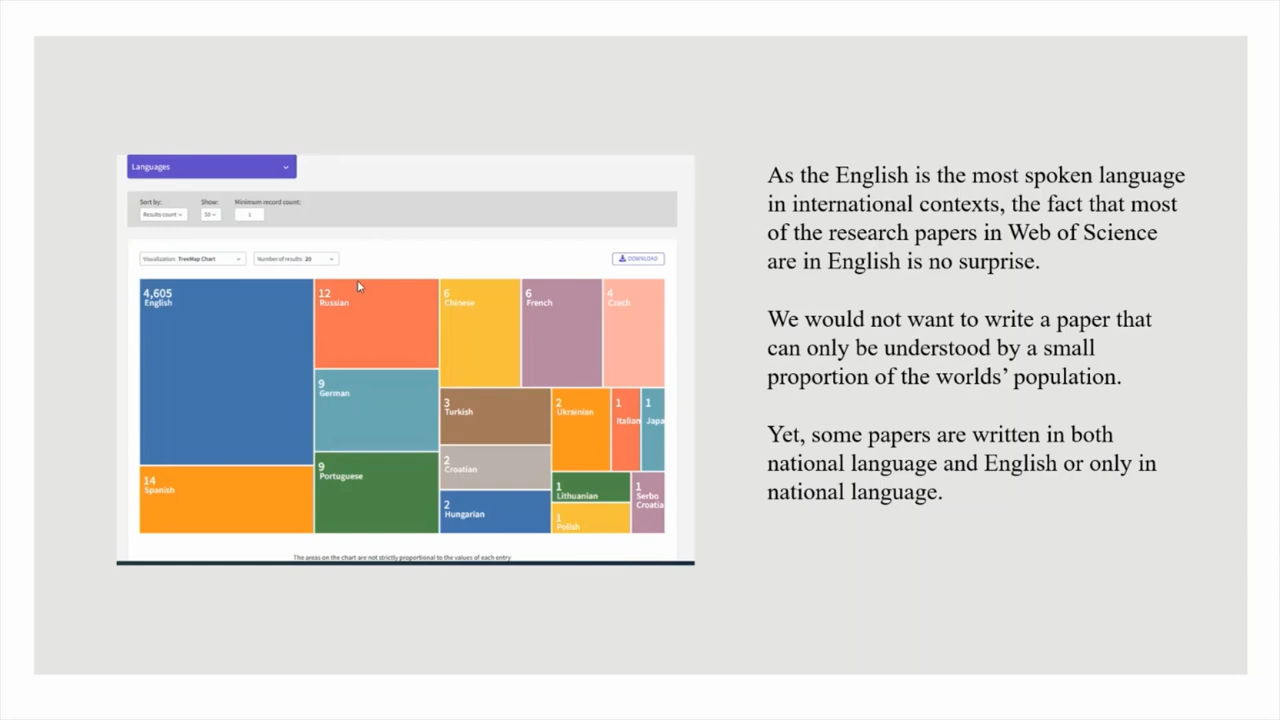 Languages
Sort by:
Show:
Minimum record count:
Results count
50
1
Visualization: TreeMap Chart
Number of results: 20
DOWNLOAD
4,605
English
14
Spanish
12
Russian
9
German
9
Portuguese
6
Chinese
6
French
4
Czech
3
Turkish
2
Croatian
2
Hungarian
2
Ukrainian
1
Italian
1
Japa
1
Lithuanian
1
Polish
1
Serbo
Croatia
The areas on the chart are not strictly proportional to the values of each entry
As the English is the most spoken language
in international contexts, the fact that most
of the research papers in Web of Science
are in English is no surprise.
We would not want to write a paper that
can only be understood by a small
proportion of the worlds’ population.
Yet, some papers are written in both
national language and English or only in
national language.